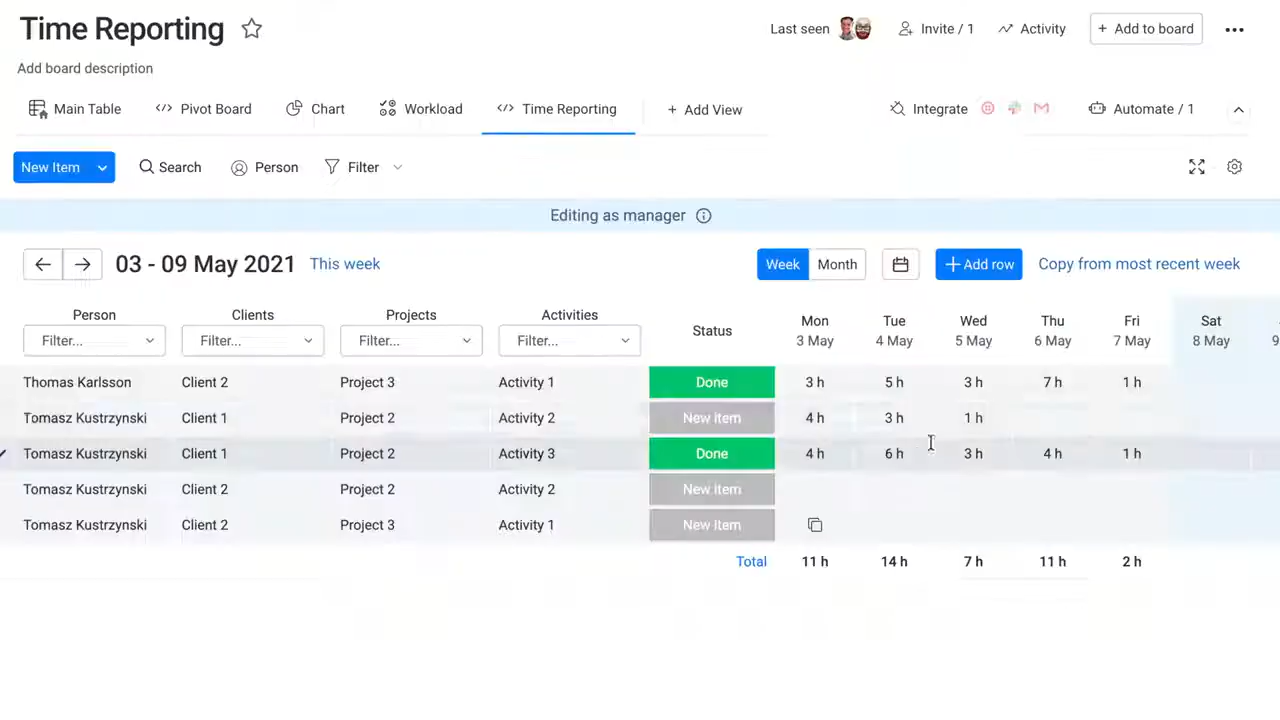 Time Reporting
Last seen Invite / 1 Activity + Add to board
Add board description
Main Table Pivot Board Chart Workload Time Reporting + Add View Integrate Automate / 1
New Item Search Person Filter
Editing as manager
03 - 09 May 2021 This week Week Month + Add row Copy from most recent week
Person Clients Projects Activities Status Mon Tue Wed Thu Fri Sat
Filter... Filter... Filter... Filter... 3 May 4 May 5 May 6 May 7 May 8 May 9
Thomas Karlsson Client 2 Project 3 Activity 1 Done 3 h 5 h 3 h 7 h 1 h
Tomasz Kustrzynski Client 1 Project 2 Activity 2 New Item 4 h 3 h 1 h
Tomasz Kustrzynski Client 1 Project 2 Activity 3 Done 4 h 6 h 3 h 4 h 1 h
Tomasz Kustrzynski Client 2 Project 2 Activity 2 New Item
Tomasz Kustrzynski Client 2 Project 3 Activity 1 New Item
Total 11 h 14 h 7 h 11 h 2 h